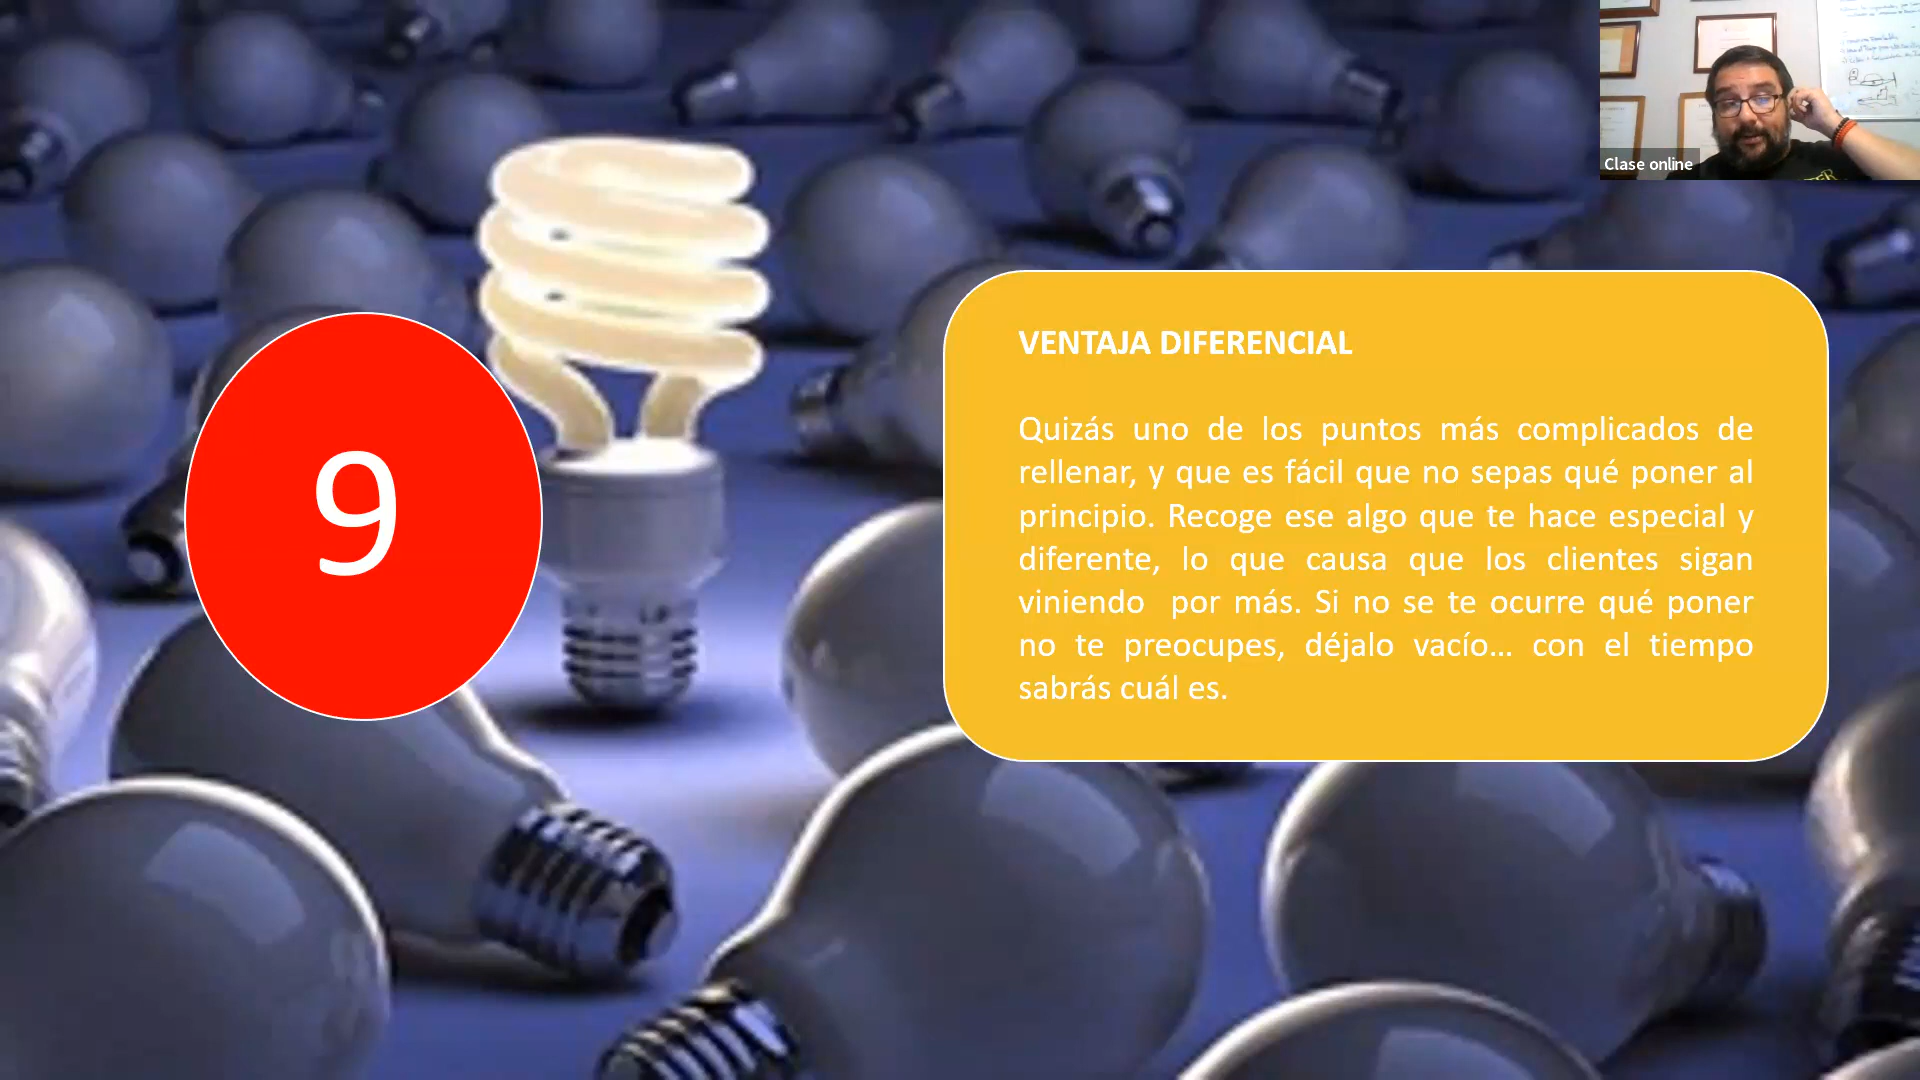 Clase online
9
VENTAJA DIFERENCIAL
Quizás uno de los puntos más complicados de
rellenar, y que es fácil que no sepas qué poner al
principio. Recoge ese algo que te hace especial y
diferente, lo que causa que los clientes sigan
viniendo por más. Si no se te ocurre qué poner
no te preocupes, déjalo vacío... con el tiempo
sabrás cuál es.